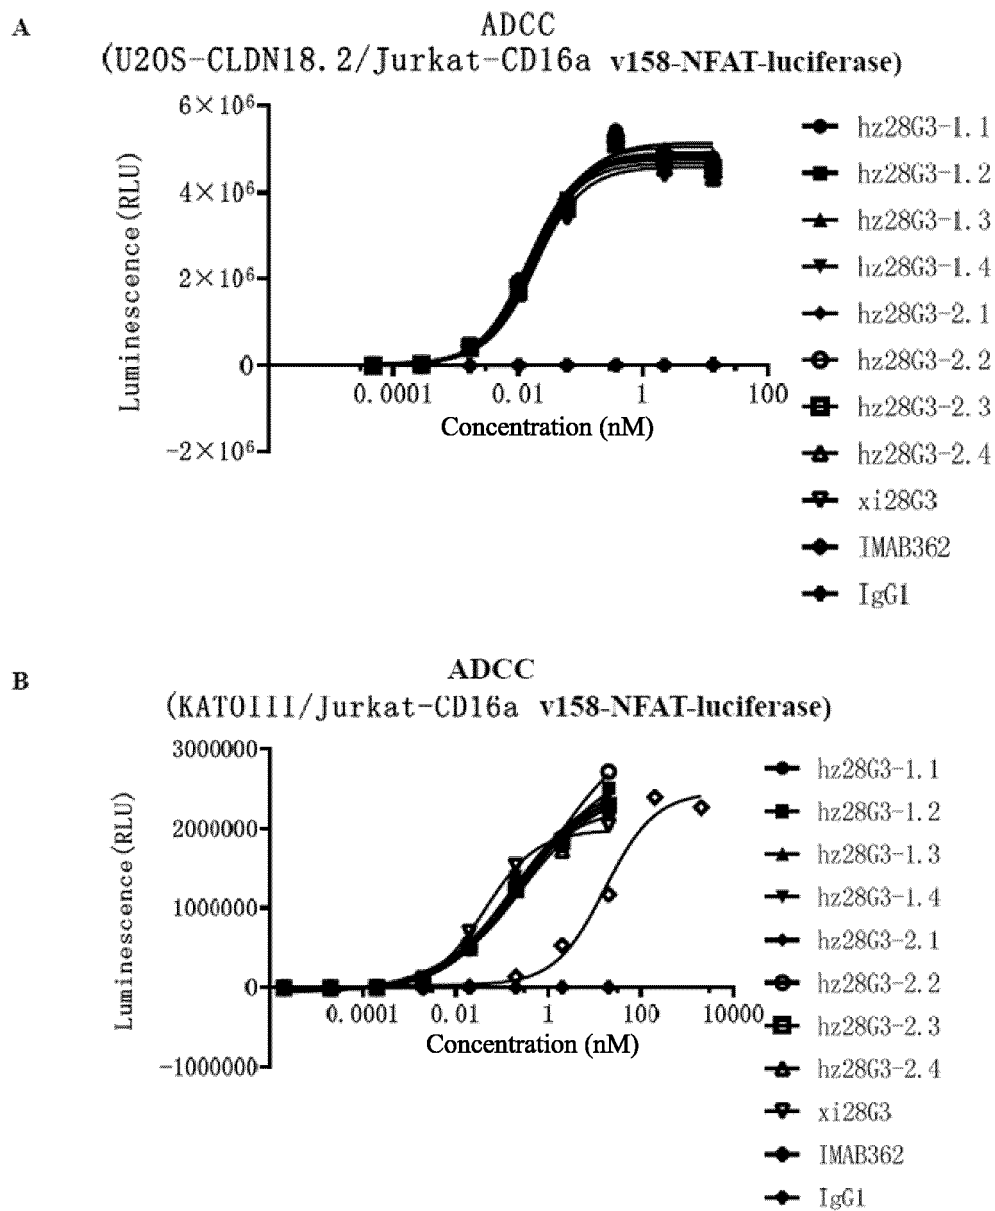 A
ADCC
(U2OS-CLDN18.2/Jurkat-CD16a v158-NFAT-luciferase)
Luminescence(RLU)
6×10⁶
4×10⁶
2×10⁶
0
-2×10⁶
0.0001
0.01
1
100
Concentration (nM)
hz28G3-1.1
hz28G3-1.2
hz28G3-1.3
hz28G3-1.4
hz28G3-2.1
hz28G3-2.2
hz28G3-2.3
hz28G3-2.4
xi28G3
IMAB362
IgG1
B
ADCC
(KATOIII/Jurkat-CD16a v158-NFAT-luciferase)
Luminescence(RLU)
3000000
2000000
1000000
0
-1000000
0.0001
0.01
1
100
10000
Concentration (nM)
hz28G3-1.1
hz28G3-1.2
hz28G3-1.3
hz28G3-1.4
hz28G3-2.1
hz28G3-2.2
hz28G3-2.3
hz28G3-2.4
xi28G3
IMAB362
IgG1